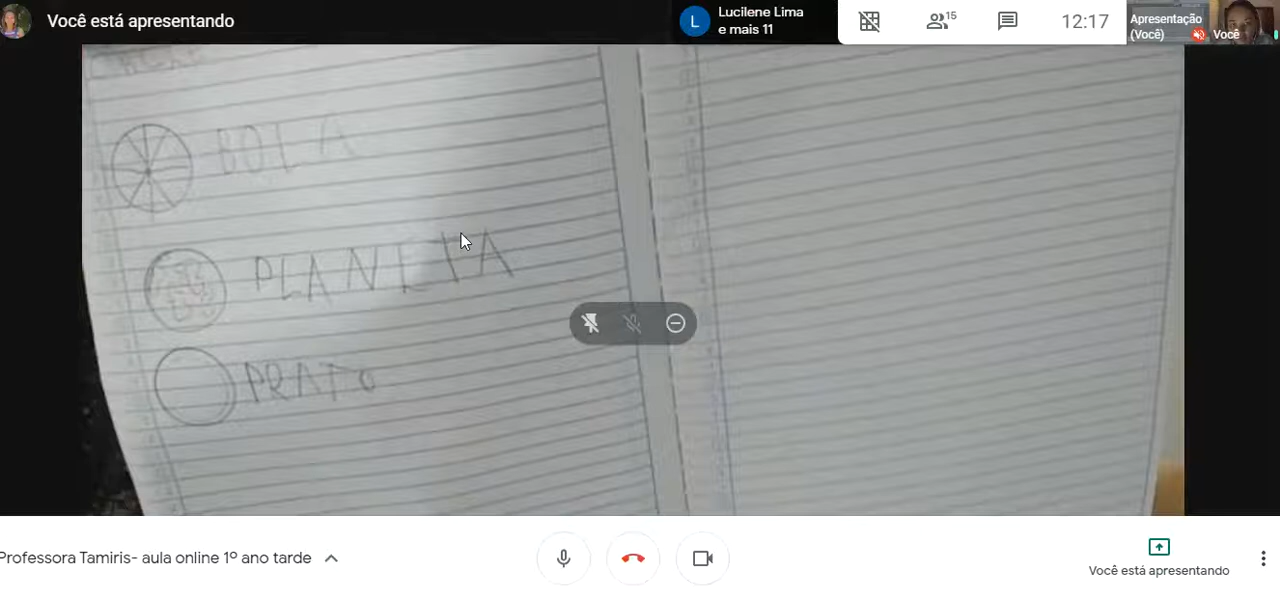 Você está apresentando
L
Lucilene Lima
e mais 11
15
12:17
Apresentação
(Você)
Você
BOLA
PLANETA
PRATO
Professora Tamiris- aula online 1º ano tarde
Você está apresentando